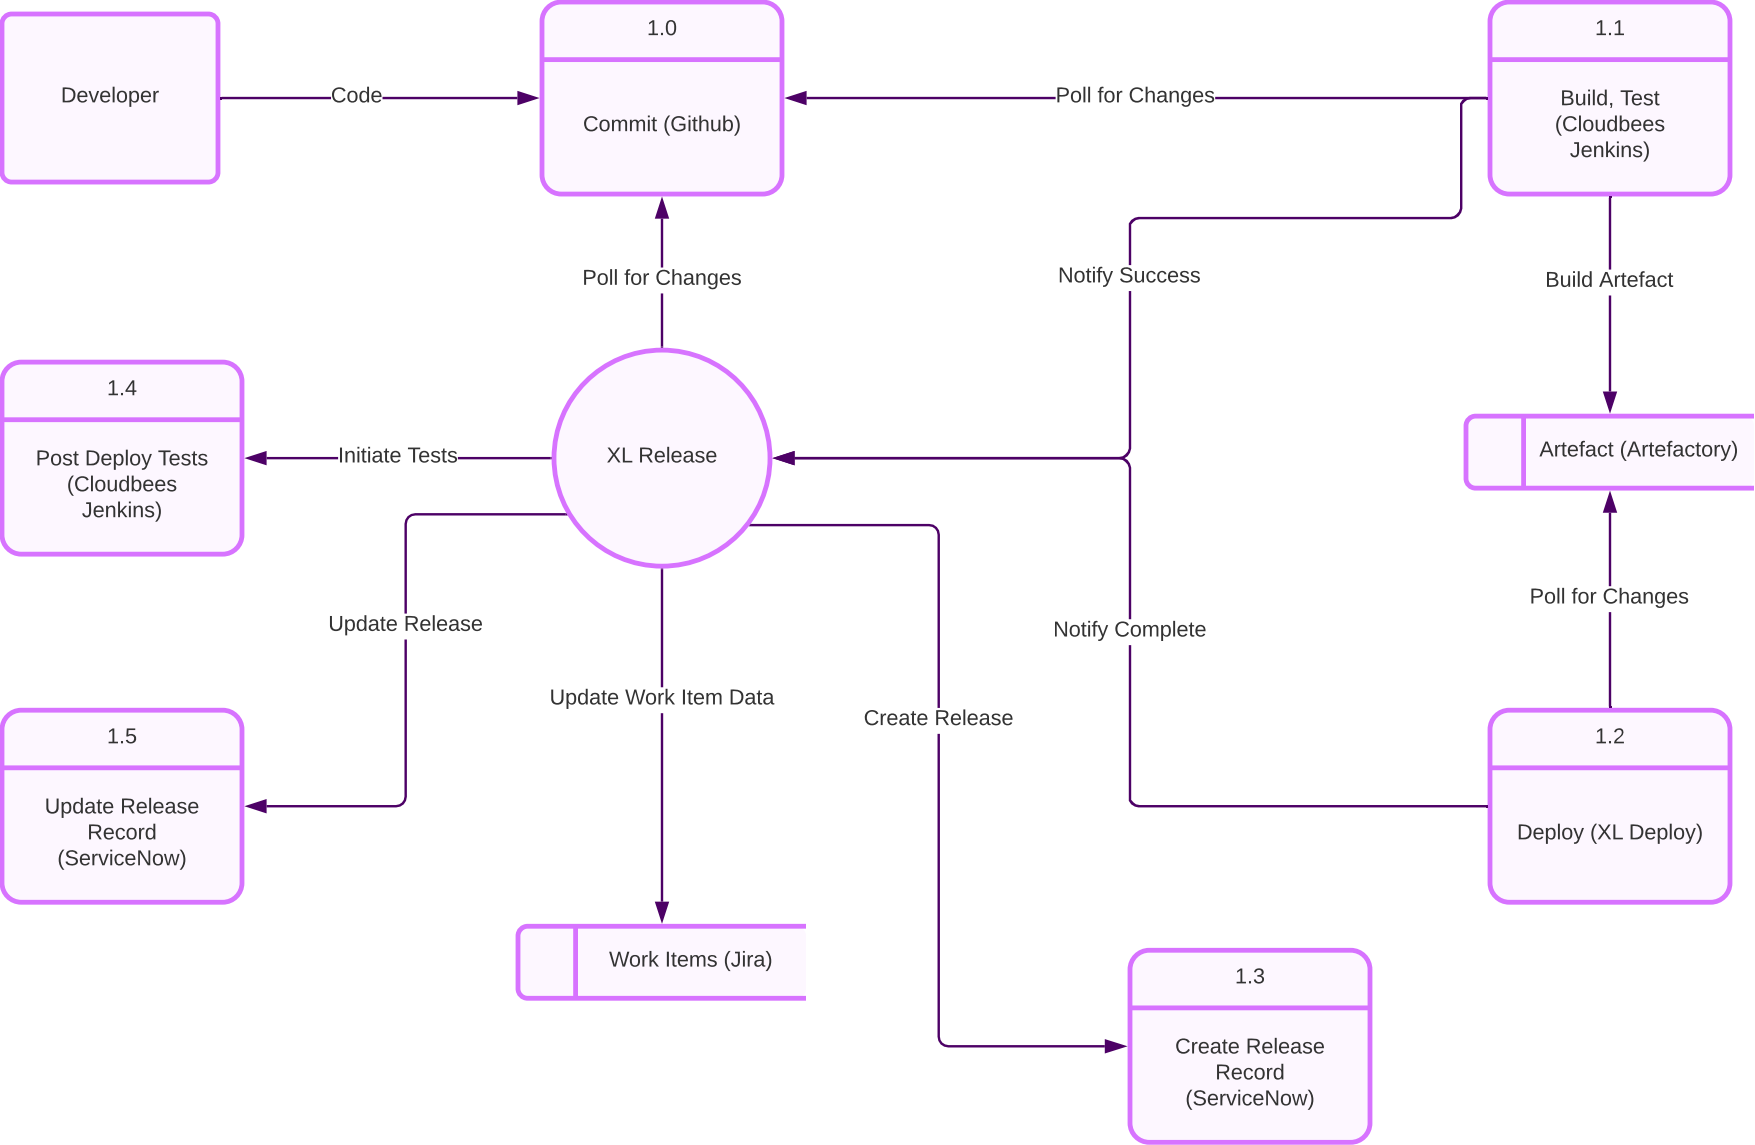 1.0
1.1
Developer
Code
Commit (Github)
Poll for Changes
Build, Test
(Cloudbees
Jenkins)
Poll for Changes
Notify Success
Build Artefact
1.4
Post Deploy Tests
(Cloudbees
Jenkins)
Initiate Tests
XL Release
Artefact (Artefactory)
Update Release
Notify Complete
Poll for Changes
Update Work Item Data
Create Release
1.5
Update Release
Record
(ServiceNow)
1.2
Deploy (XL Deploy)
Work Items (Jira)
1.3
Create Release
Record
(ServiceNow)